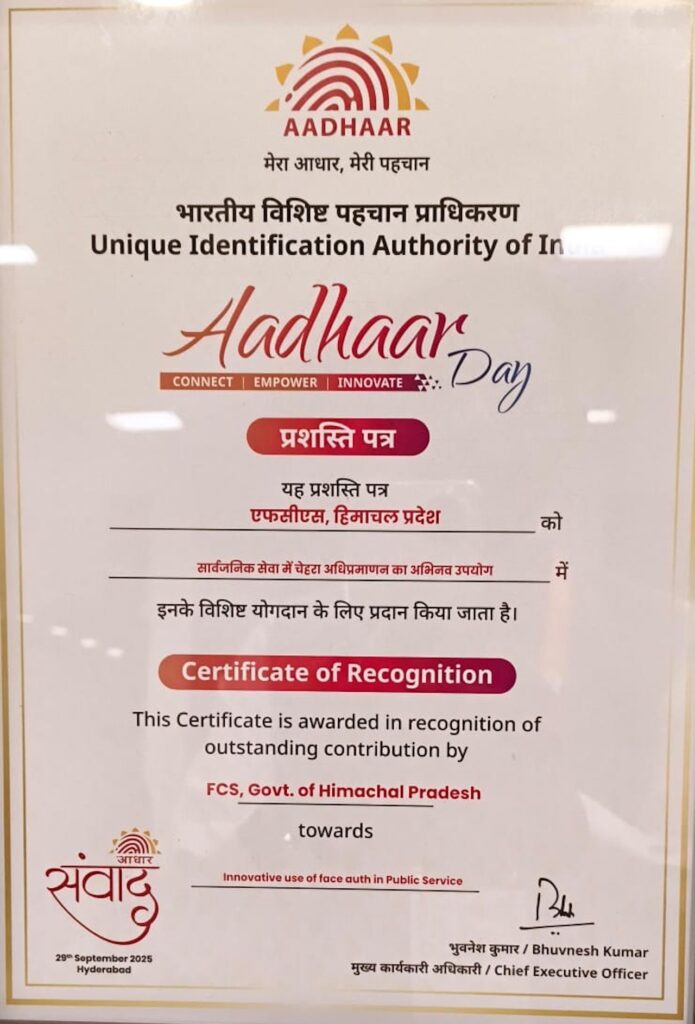 AADHAAR
मेरा आधार, मेरी पहचान
भारतीय विशिष्ट पहचान प्राधिकरण
Unique Identification Authority of India
Aadhaar
Day
CONNECT | EMPOWER | INNOVATE
प्रशस्ति पत्र
यह प्रशस्ति पत्र
एफसीएस, हिमाचल प्रदेश को
सार्वजनिक सेवा में चेहरा अधिप्रमाणन का अभिनव उपयोग में
इनके विशिष्ट योगदान के लिए प्रदान किया जाता है।
Certificate of Recognition
This Certificate is awarded in recognition of
outstanding contribution by
FCS, Govt. of Himachal Pradesh
towards
Innovative use of face auth in Public Service
आधार
संवाद
29th September 2025
Hyderabad
भुवनेश कुमार / Bhuvnesh Kumar
मुख्य कार्यकारी अधिकारी / Chief Executive Officer